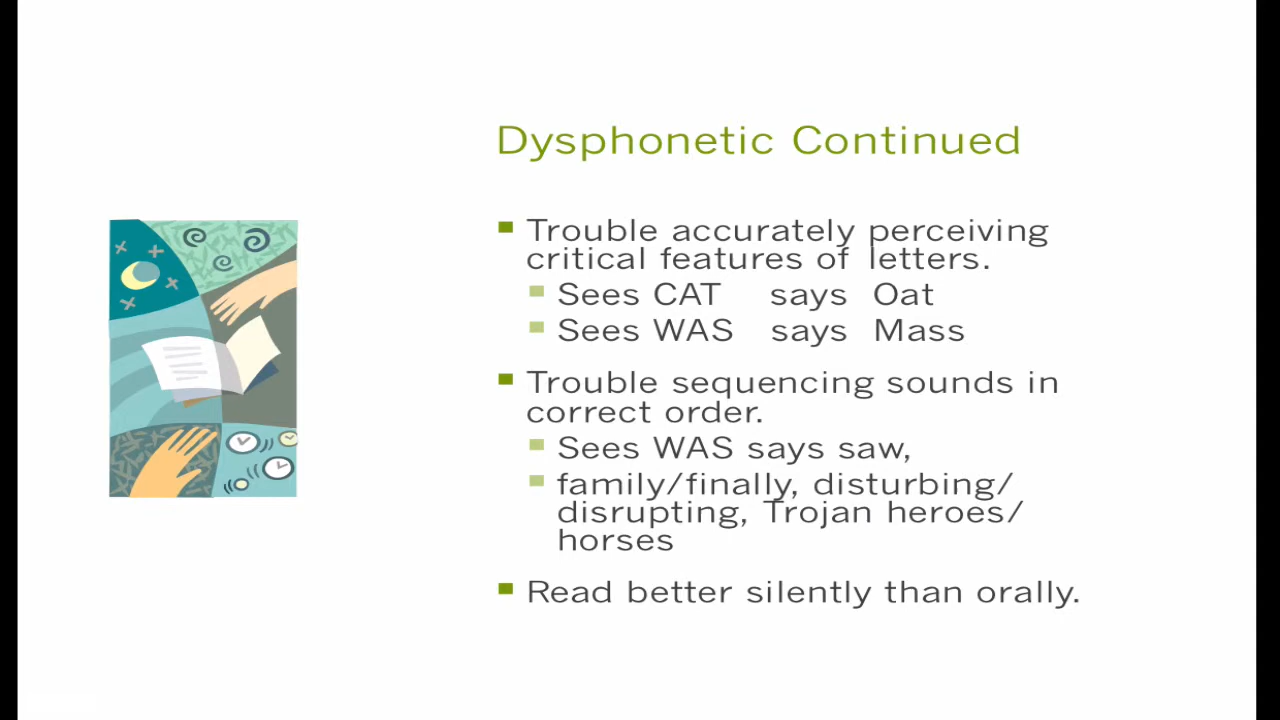 Dysphonetic Continued
Trouble accurately perceiving
critical features of letters.
Sees CAT says Oat
Sees WAS says Mass
Trouble sequencing sounds in
correct order.
Sees WAS says saw,
family/finally, disturbing/
disrupting, Trojan heroes/
horses
Read better silently than orally.